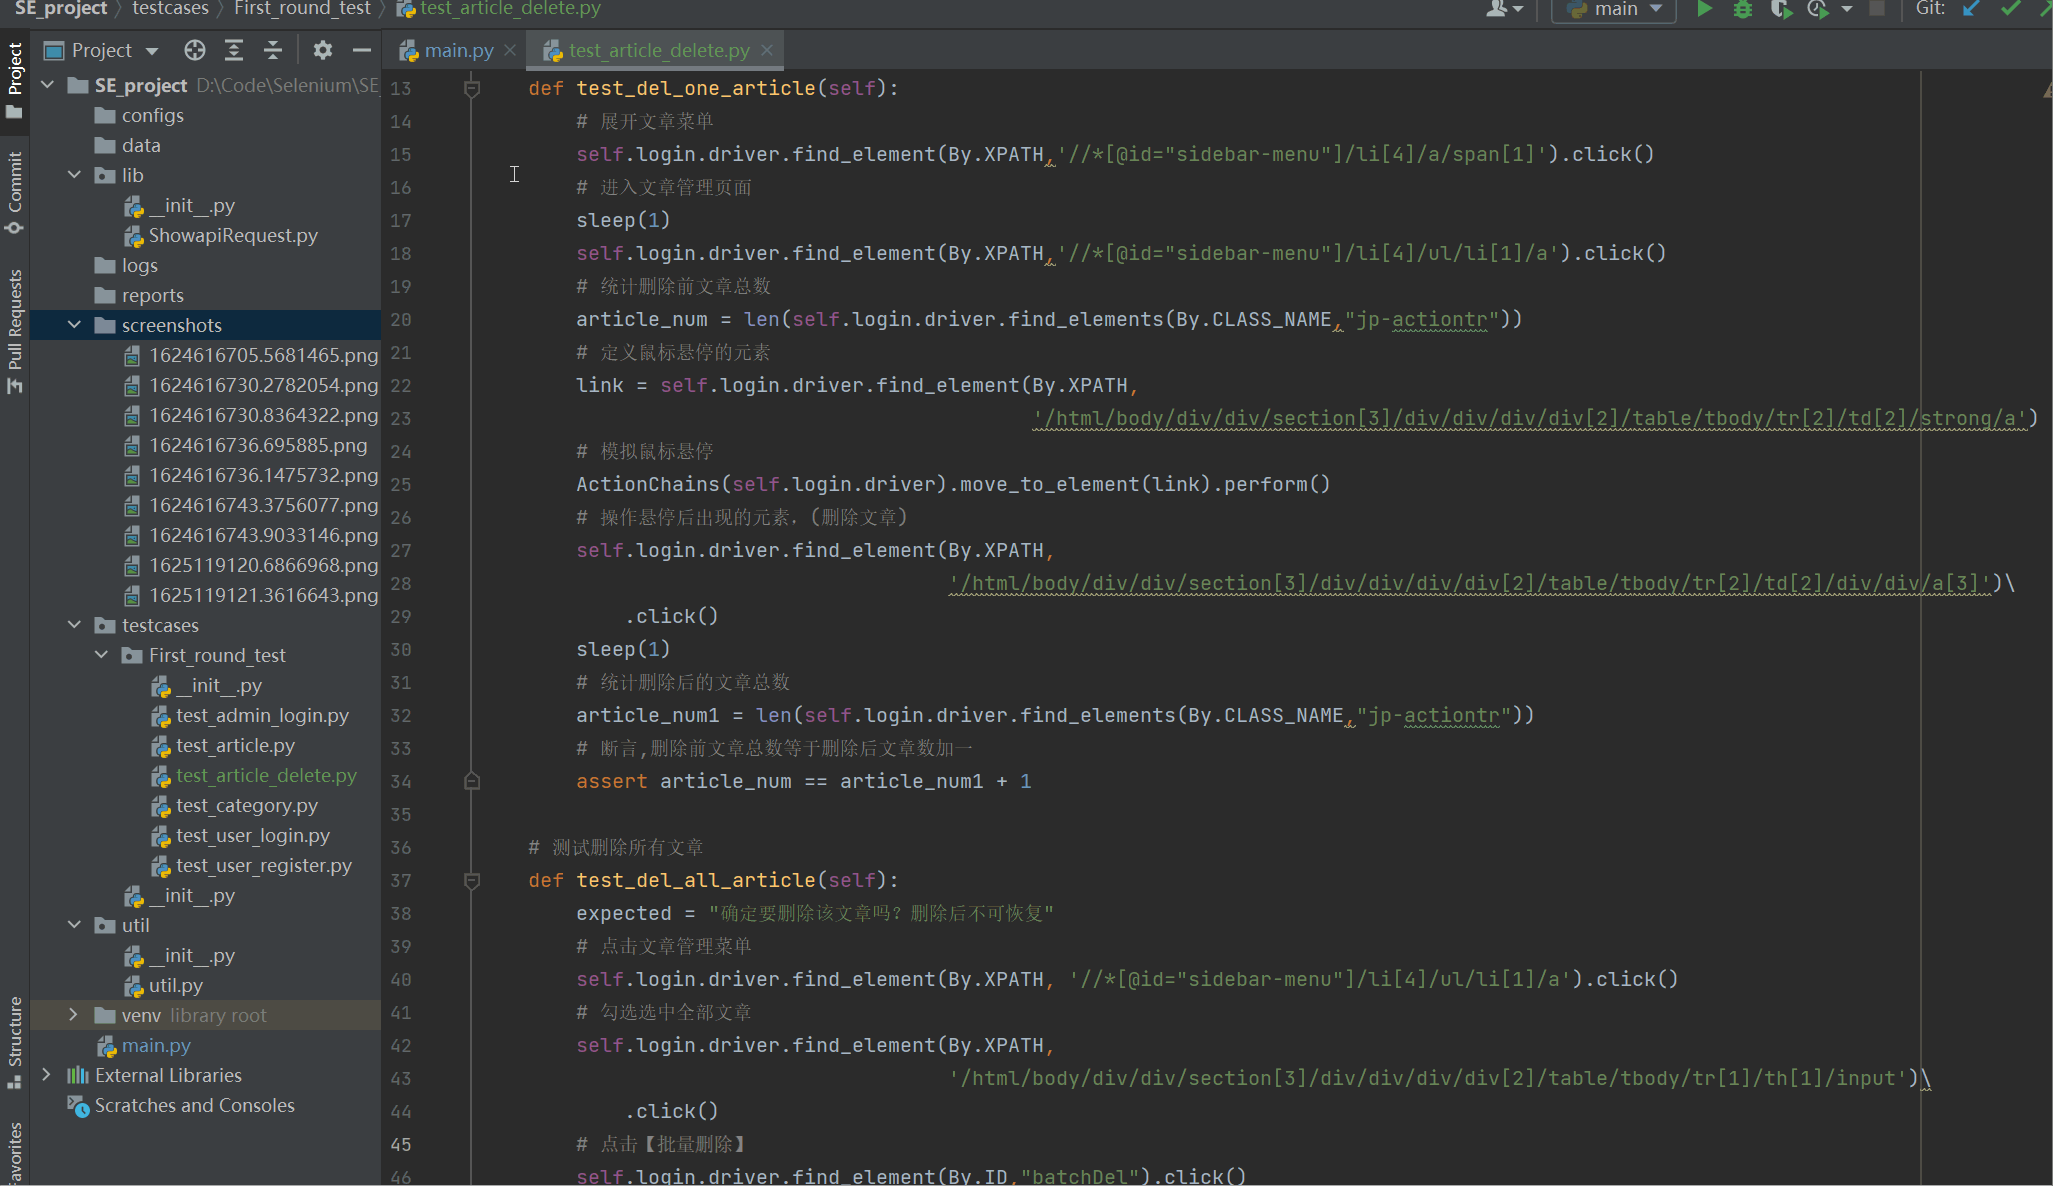 SE_project testcases First_round_test test_article_delete.py main Git:
Project main.py test_article_delete.py
Project
Commit
Pull Requests
Structure
Favorites
SE_project D:\Code\Selenium\SE_
configs
data
lib
__init__.py
ShowapiRequest.py
logs
reports
screenshots
1624616705.5681465.png
1624616730.2782054.png
1624616730.8364322.png
1624616736.695885.png
1624616736.1475732.png
1624616743.3756077.png
1624616743.9033146.png
1625119120.6866968.png
1625119121.3616643.png
testcases
First_round_test
__init__.py
test_admin_login.py
test_article.py
test_article_delete.py
test_category.py
test_user_login.py
test_user_register.py
__init__.py
util
__init__.py
util.py
venv library root
main.py
External Libraries
Scratches and Consoles
13 def test_del_one_article(self):
14 # 展开文章菜单
15 self.login.driver.find_element(By.XPATH,'//*[@id="sidebar-menu"]/li[4]/a/span[1]').click()
16 # 进入文章管理页面
17 sleep(1)
18 self.login.driver.find_element(By.XPATH,'//*[@id="sidebar-menu"]/li[4]/ul/li[1]/a').click()
19 # 统计删除前文章总数
20 article_num = len(self.login.driver.find_elements(By.CLASS_NAME,"jp-actiontr"))
21 # 定义鼠标悬停的元素
22 link = self.login.driver.find_element(By.XPATH,
23 '/html/body/div/div/section[3]/div/div/div/div[2]/table/tbody/tr[2]/td[2]/strong/a')
24 # 模拟鼠标悬停
25 ActionChains(self.login.driver).move_to_element(link).perform()
26 # 操作悬停后出现的元素，（删除文章）
27 self.login.driver.find_element(By.XPATH,
28 '/html/body/div/div/section[3]/div/div/div/div[2]/table/tbody/tr[2]/td[2]/div/div/a[3]')\
29 .click()
30 sleep(1)
31 # 统计删除后的文章总数
32 article_num1 = len(self.login.driver.find_elements(By.CLASS_NAME,"jp-actiontr"))
33 # 断言,删除前文章总数等于删除后文章数加一
34 assert article_num == article_num1 + 1
35
36 # 测试删除所有文章
37 def test_del_all_article(self):
38 expected = "确定要删除该文章吗？删除后不可恢复"
39 # 点击文章管理菜单
40 self.login.driver.find_element(By.XPATH, '//*[@id="sidebar-menu"]/li[4]/ul/li[1]/a').click()
41 # 勾选选中全部文章
42 self.login.driver.find_element(By.XPATH,
43 '/html/body/div/div/section[3]/div/div/div/div[2]/table/tbody/tr[1]/th[1]/input')\
44 .click()
45 # 点击【批量删除】
46 self.login.driver.find_element(By.ID,"batchDel").click()